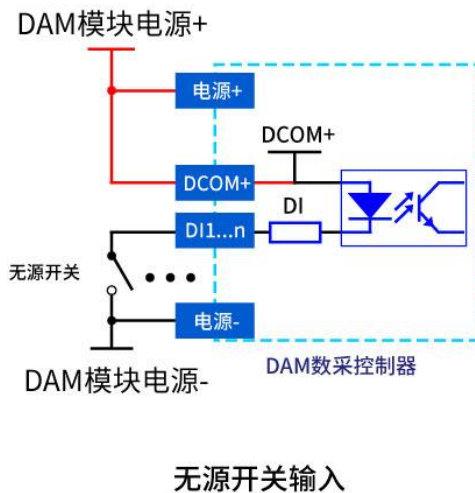 DAM模块电源+
电源+
DCOM+
DCOM+
DI
DI1...n
无源开关
电源-
DAM数采控制器
DAM模块电源-
无源开关输入